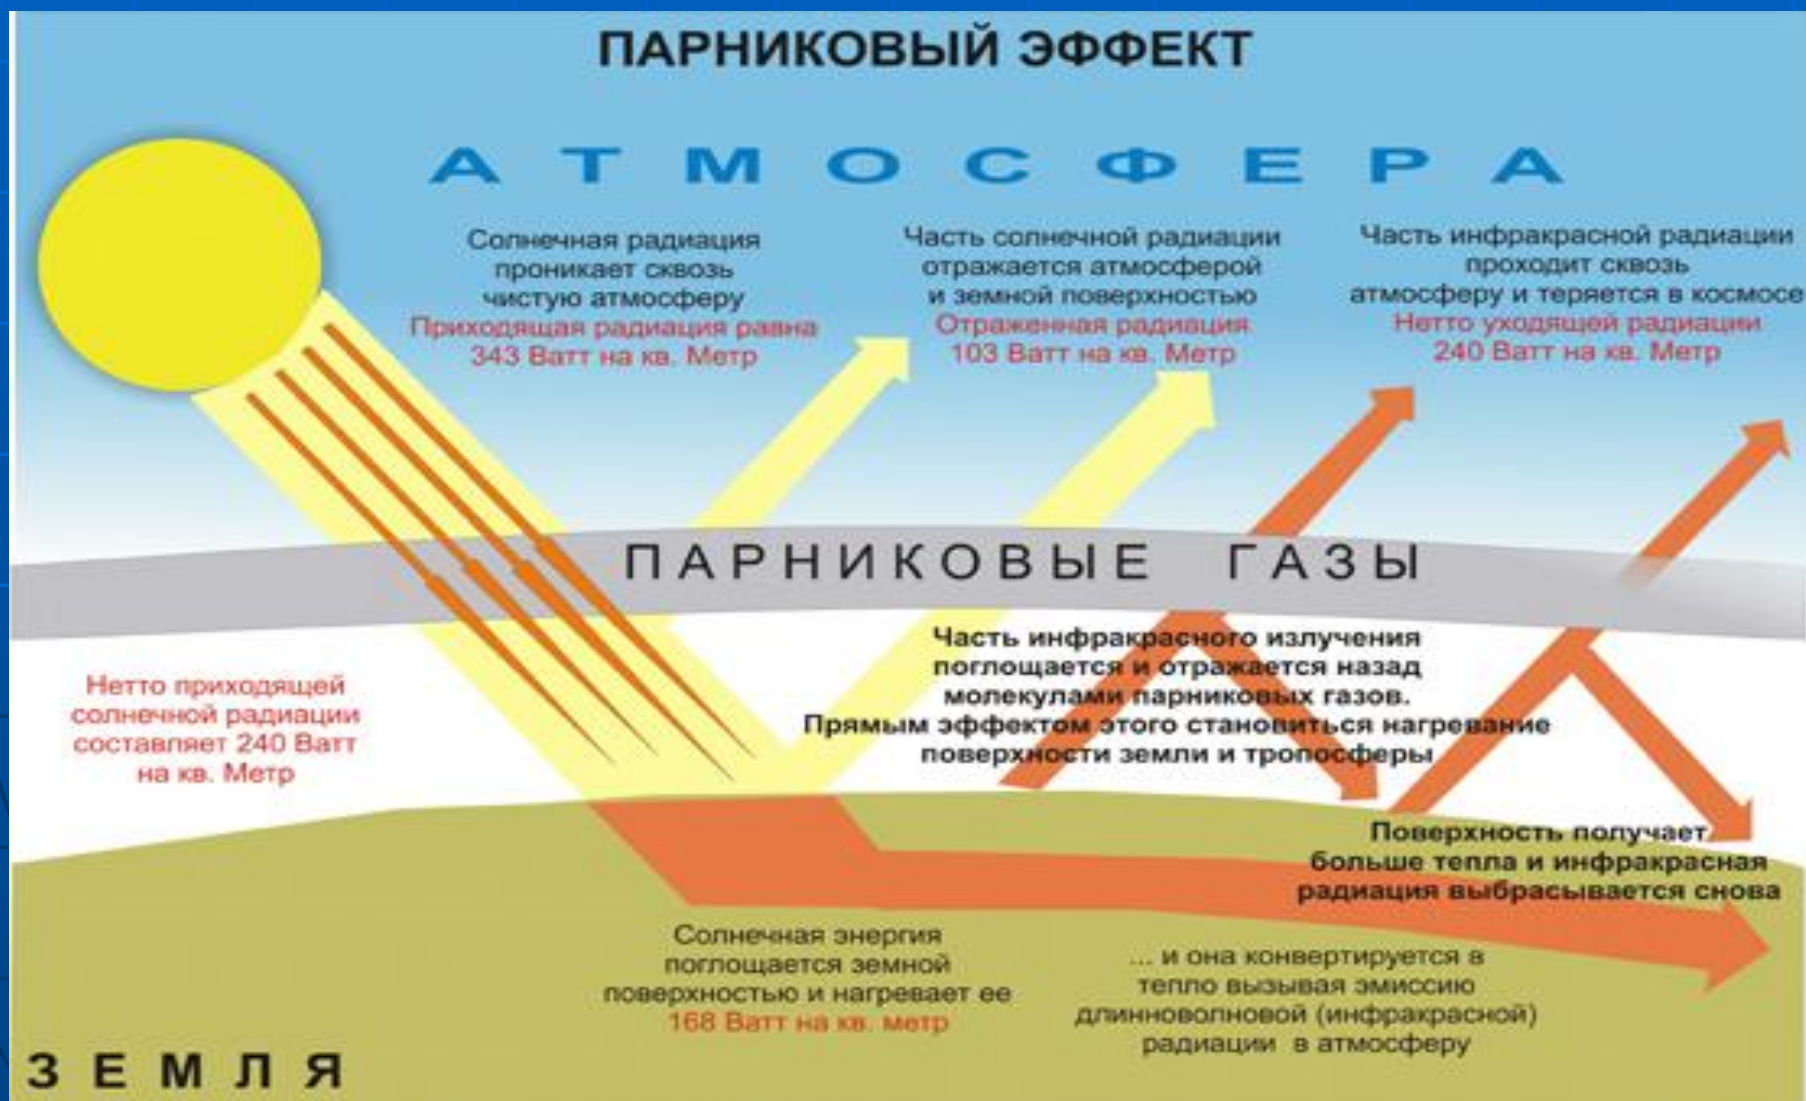 ПАРНИКОВЫЙ ЭФФЕКТ
АТМОСФЕРА
Солнечная радиация
проникает сквозь
чистую атмосферу
Приходящая радиация равна
343 Ватт на кв. Метр
Часть солнечной радиации
отражается атмосферой
и земной поверхностью
Отраженная радиация
103 Ватт на кв. Метр
Часть инфракрасной радиации
проходит сквозь
атмосферу и теряется в космосе
Нетто уходящей радиации
240 Ватт на кв. Метр
ПАРНИКОВЫЕ ГАЗЫ
Нетто приходящей
солнечной радиации
составляет 240 Ватт
на кв. Метр
Часть инфракрасного излучения
поглощается и отражается назад
молекулами парниковых газов.
Прямым эффектом этого становиться нагревание
поверхности земли и тропосферы
Поверхность получает
больше тепла и инфракрасная
радиация выбрасывается снова
Солнечная энергия
поглощается земной
поверхностью и нагревает ее
168 Ватт на кв. метр
... и она конвертируется в
тепло вызывая эмиссию
длинноволновой (инфракрасной)
радиации в атмосферу
ЗЕМЛЯ